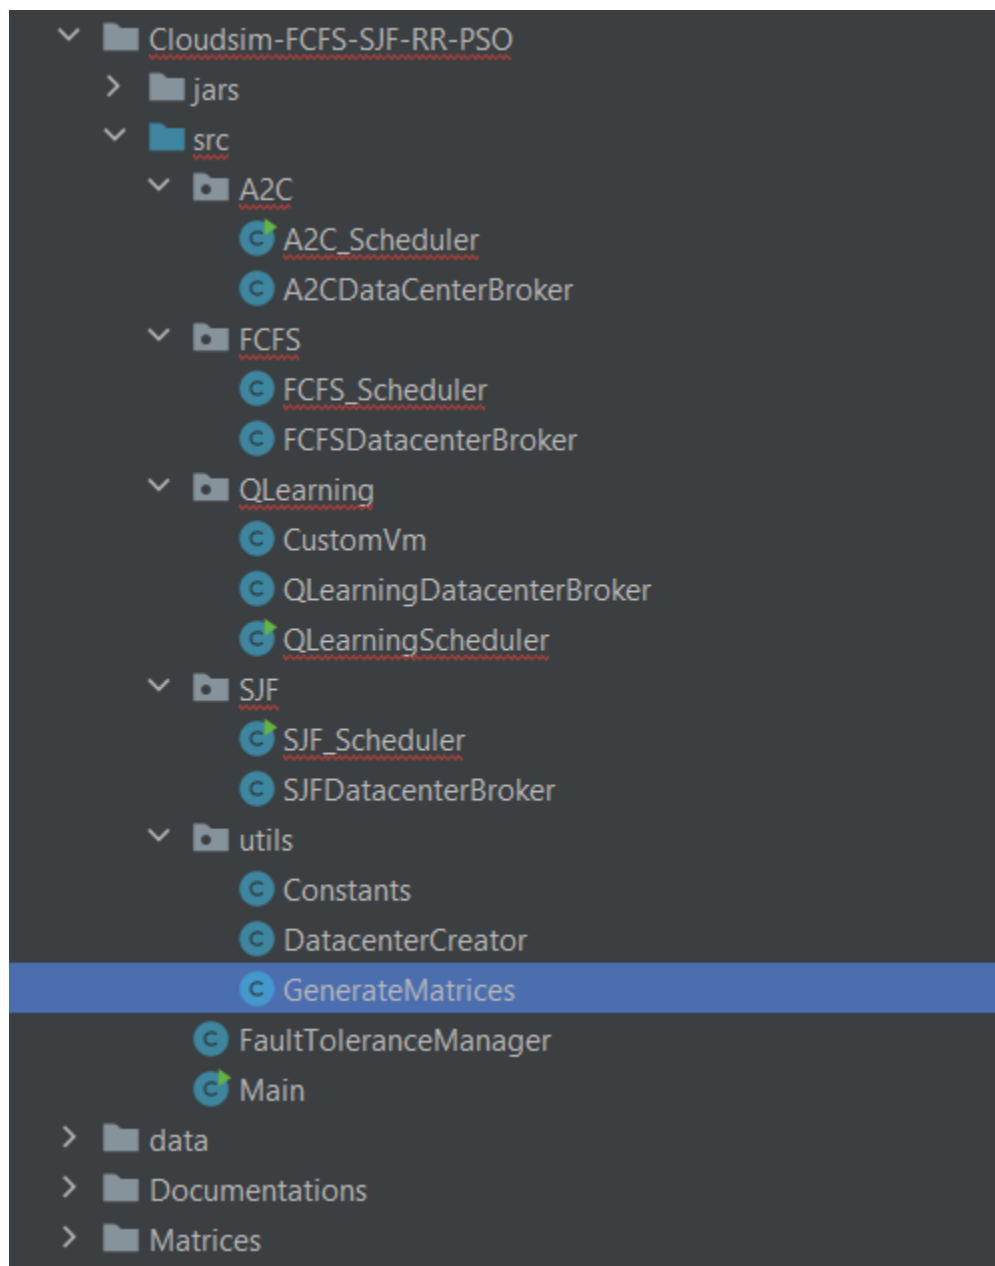 Cloudsim-FCFS-SJF-RR-PSO
jars
src
A2C
A2C_Scheduler
A2CDataCenterBroker
FCFS
FCFS_Scheduler
FCFSDatacenterBroker
QLearning
CustomVm
QLearningDatacenterBroker
QLearningScheduler
SJF
SJF_Scheduler
SJFDatacenterBroker
utils
Constants
DatacenterCreator
GenerateMatrices
FaultToleranceManager
Main
data
Documentations
Matrices